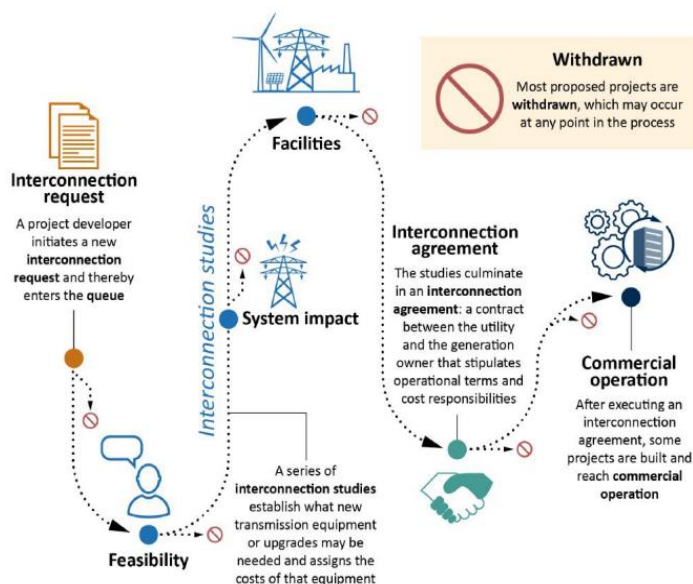 Withdrawn
Most proposed projects are
withdrawn, which may occur
at any point in the process
Interconnection
request
A project developer
initiates a new
interconnection
request and thereby
enters the queue
Feasibility
Interconnection studies
System impact
A series of
interconnection studies
establish what new
transmission equipment
or upgrades may be
needed and assigns the
costs of that equipment
Facilities
Interconnection
agreement
The studies culminate
in an interconnection
agreement: a contract
between the utility
and the generation
owner that stipulates
operational terms and
cost responsibilities
Commercial
operation
After executing an
interconnection
agreement, some
projects are built and
reach commercial
operation